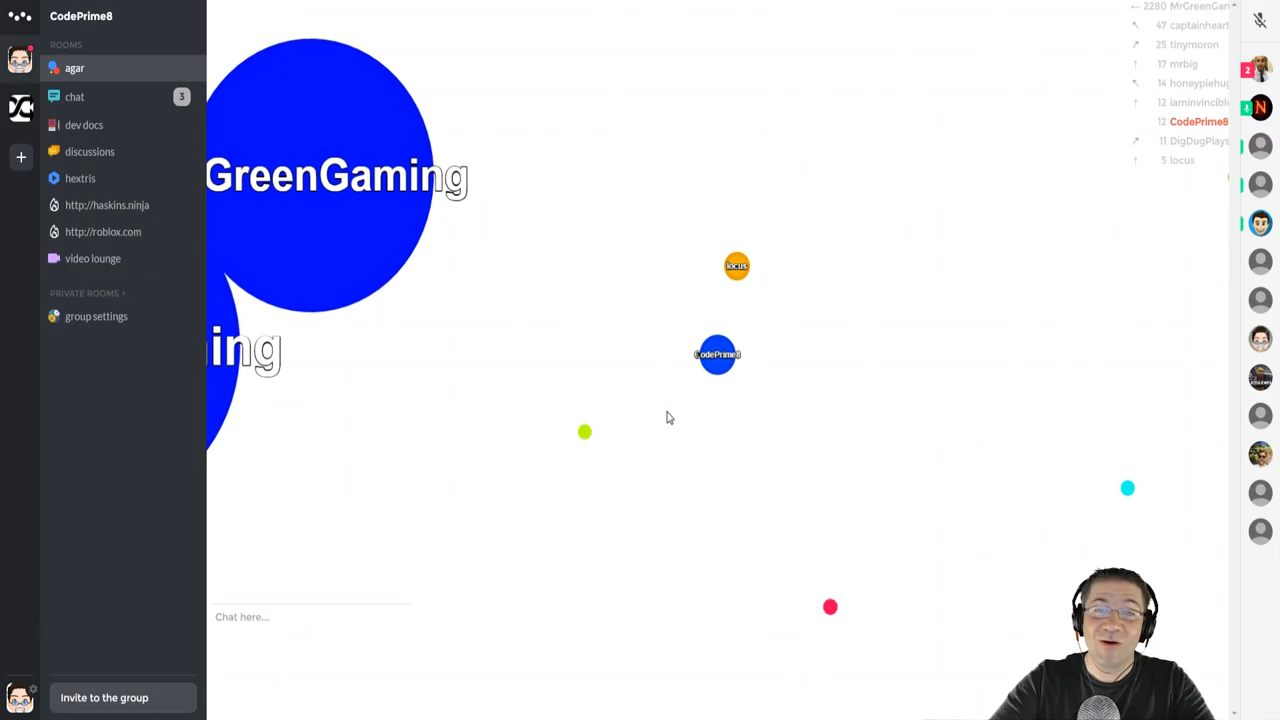 CodePrime8
ROOMS
agar
chat
3
dev docs
discussions
hextris
http://haskins.ninja
http://roblox.com
video lounge
PRIVATE ROOMS +
group settings
Invite to the group
GreenGaming
ing
locus
CodePrime8
Chat here...
← 2280 MrGreenGam
↖ 47 captainheart
↗ 25 tinymoron
↑ 17 mrbig
↖ 14 honeypiehug
↑ 12 iaminvincibl
12 CodePrime8
↗ 11 DigDugPlays
↑ 5 locus
2
N